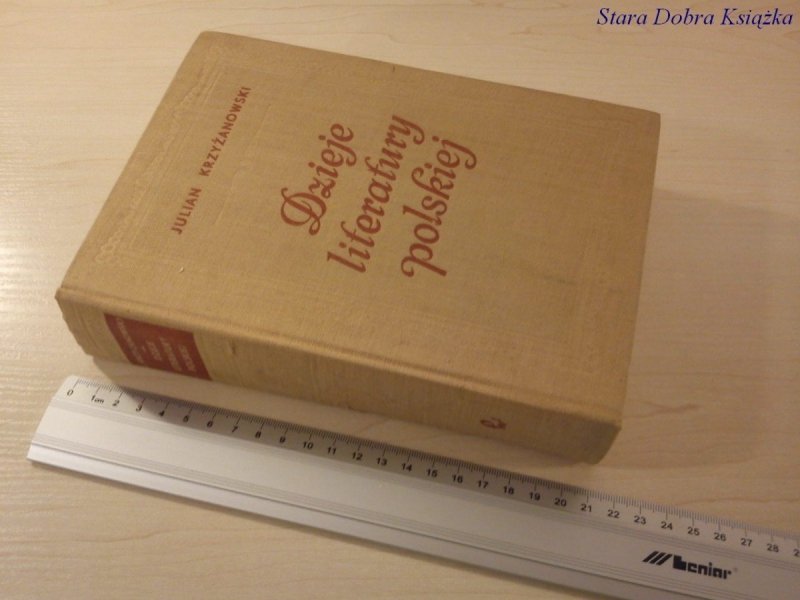 Stara Dobra Książka
JULIAN KRZYŻANOWSKI
Dzieje
literatury
polskiej
0 1cm 2 3 4 5 6 7 8 9 10 11 12 13 14 15 16 17 18 19 20 21 22 23 24 25 26 27 28
leniar